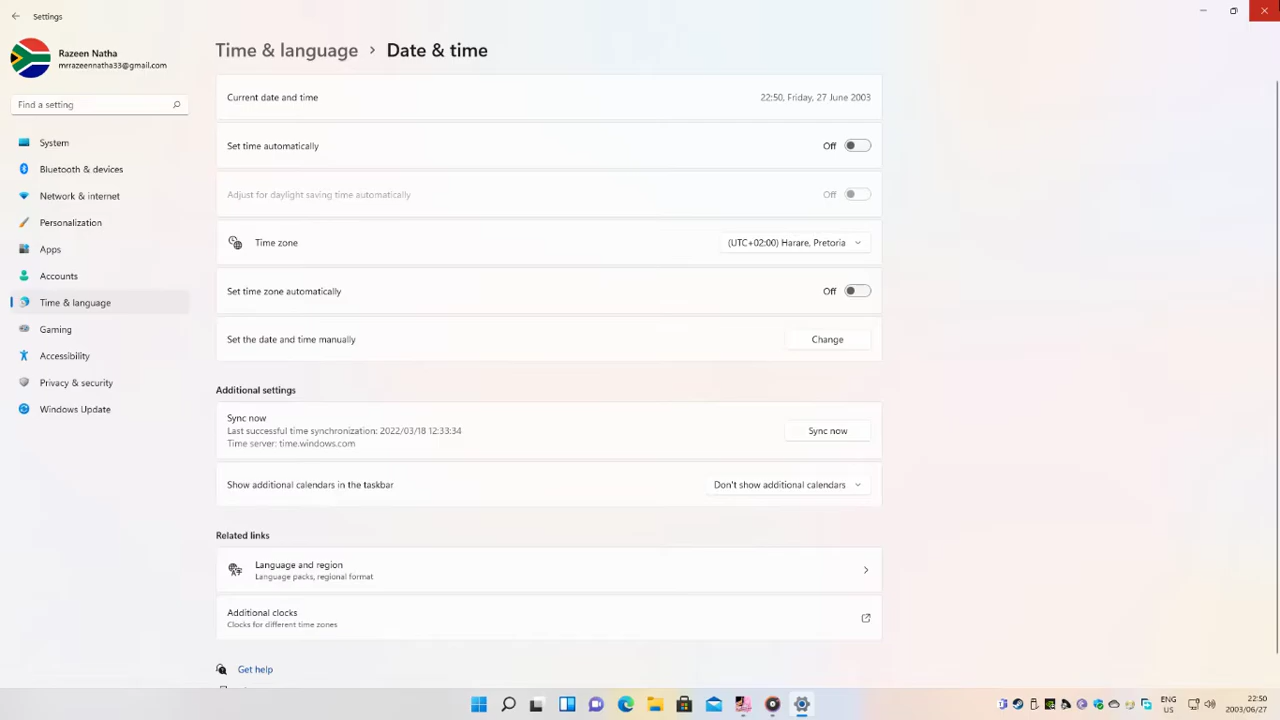 Settings
Razeen Natha
mrrazeennatha33@gmail.com
Find a setting
System
Bluetooth & devices
Network & internet
Personalization
Apps
Accounts
Time & language
Gaming
Accessibility
Privacy & security
Windows Update
Time & language > Date & time
Current date and time 22:50, Friday, 27 June 2003
Set time automatically Off
Adjust for daylight saving time automatically Off
Time zone (UTC+02:00) Harare, Pretoria
Set time zone automatically Off
Set the date and time manually Change
Additional settings
Sync now
Last successful time synchronization: 2022/03/18 12:33:34
Time server: time.windows.com
Sync now
Show additional calendars in the taskbar Don't show additional calendars
Related links
Language and region
Language packs, regional format
Additional clocks
Clocks for different time zones
Get help
ENG
US
22:50
2003/06/27